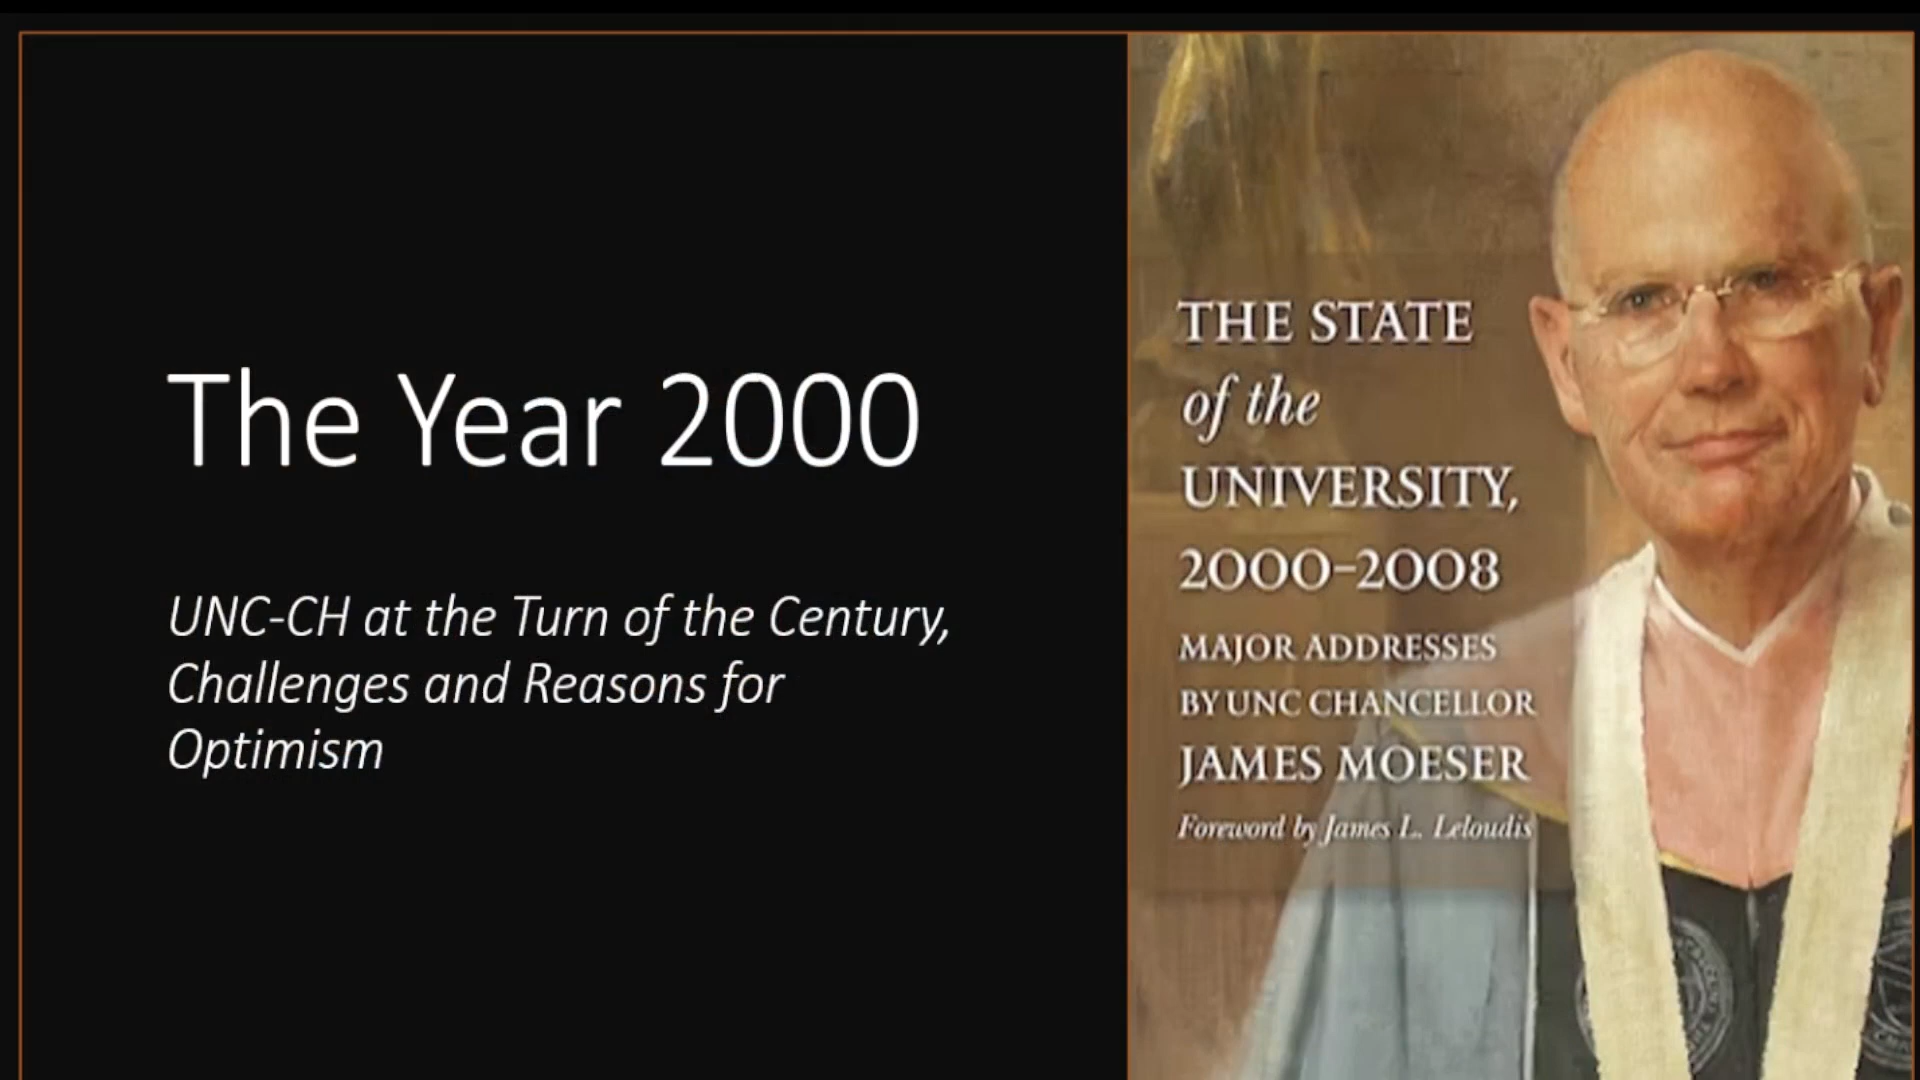 The Year 2000
UNC-CH at the Turn of the Century,
Challenges and Reasons for
Optimism
THE STATE
of the
UNIVERSITY,
2000–2008
MAJOR ADDRESSES
BY UNC CHANCELLOR
JAMES MOESER
Foreword by James L. Leloudis